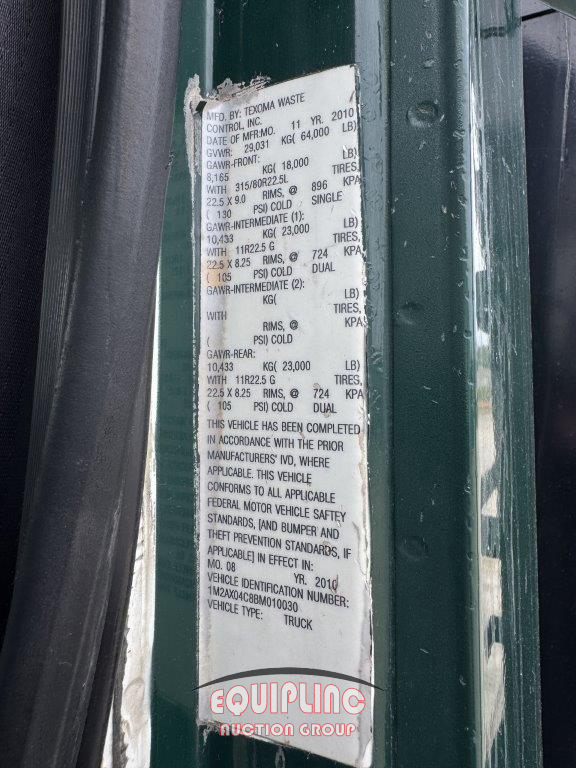 MFD. BY: TEXOMA WASTE
CONTROL, INC.
DATE OF MFR:MO. 11 YR. 2010
GVWR: 29,031 KG( 64,000 LB)
GAWR-FRONT:
8,165 KG( 18,000 LB)
WITH 315/80R22.5L TIRES,
22.5 X 9.0 RIMS, @ 896 KPA
( 130 PSI) COLD SINGLE
GAWR-INTERMEDIATE (1):
10,433 KG( 23,000 LB)
WITH 11R22.5 G TIRES,
22.5 X 8.25 RIMS, @ 724 KPA
( 105 PSI) COLD DUAL
GAWR-INTERMEDIATE (2):
KG( LB)
WITH TIRES,
RIMS, @ KPA
( PSI) COLD
GAWR-REAR:
10,433 KG( 23,000 LB)
WITH 11R22.5 G TIRES,
22.5 X 8.25 RIMS, @ 724 KPA
( 105 PSI) COLD DUAL
THIS VEHICLE HAS BEEN COMPLETED
IN ACCORDANCE WITH THE PRIOR
MANUFACTURERS' IVD, WHERE
APPLICABLE. THIS VEHICLE
CONFORMS TO ALL APPLICABLE
FEDERAL MOTOR VEHICLE SAFTEY
STANDARDS, [AND BUMPER AND
THEFT PREVENTION STANDARDS, IF
APPLICABLE] IN EFFECT IN:
MO. 08 YR. 2010
VEHICLE IDENTIFICATION NUMBER:
1M2AX04C8BM010030
VEHICLE TYPE: TRUCK
EQUIPLINC
AUCTION GROUP